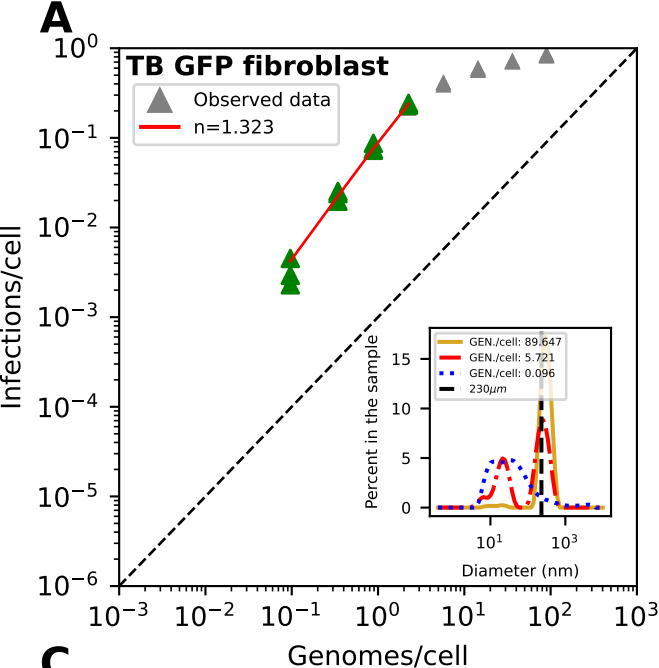 A
TB GFP fibroblast
Observed data
n=1.323
Infections/cell
10^0
10^-1
10^-2
10^-3
10^-4
10^-5
10^-6
10^-3
10^-2
10^-1
10^0
10^1
10^2
10^3
Genomes/cell
Percent in the sample
15
10
5
0
GEN./cell: 89.647
GEN./cell: 5.721
GEN./cell: 0.096
230μm
10^1
10^3
Diameter (nm)
C